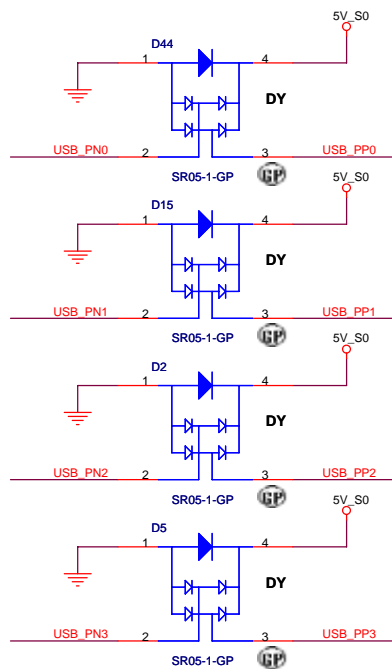 5V_S0
D44
1 4
DY
USB_PN0 2 3 USB_PP0
SR05-1-GP GP
5V_S0
D15
1 4
DY
USB_PN1 2 3 USB_PP1
SR05-1-GP GP
5V_S0
D2
1 4
DY
USB_PN2 2 3 USB_PP2
SR05-1-GP GP
5V_S0
D5
1 4
DY
USB_PN3 2 3 USB_PP3
SR05-1-GP GP